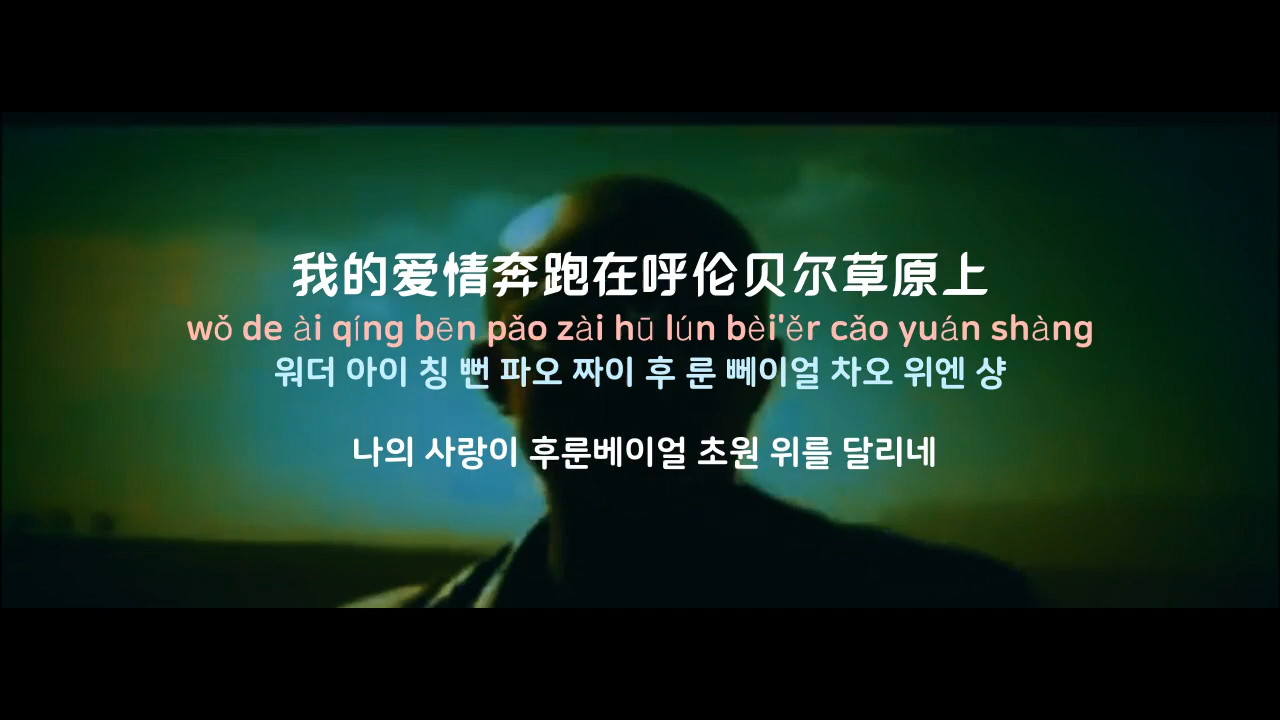 我的爱情奔跑在呼伦贝尔草原上
wǒ de ài qíng bēn pǎo zài hū lún bèi'ěr cǎo yuán shàng
워더 아이 칭 뻔 파오 짜이 후 룬 뻬이얼 차오 위엔 샹
나의 사랑이 후룬베이얼 초원 위를 달리네